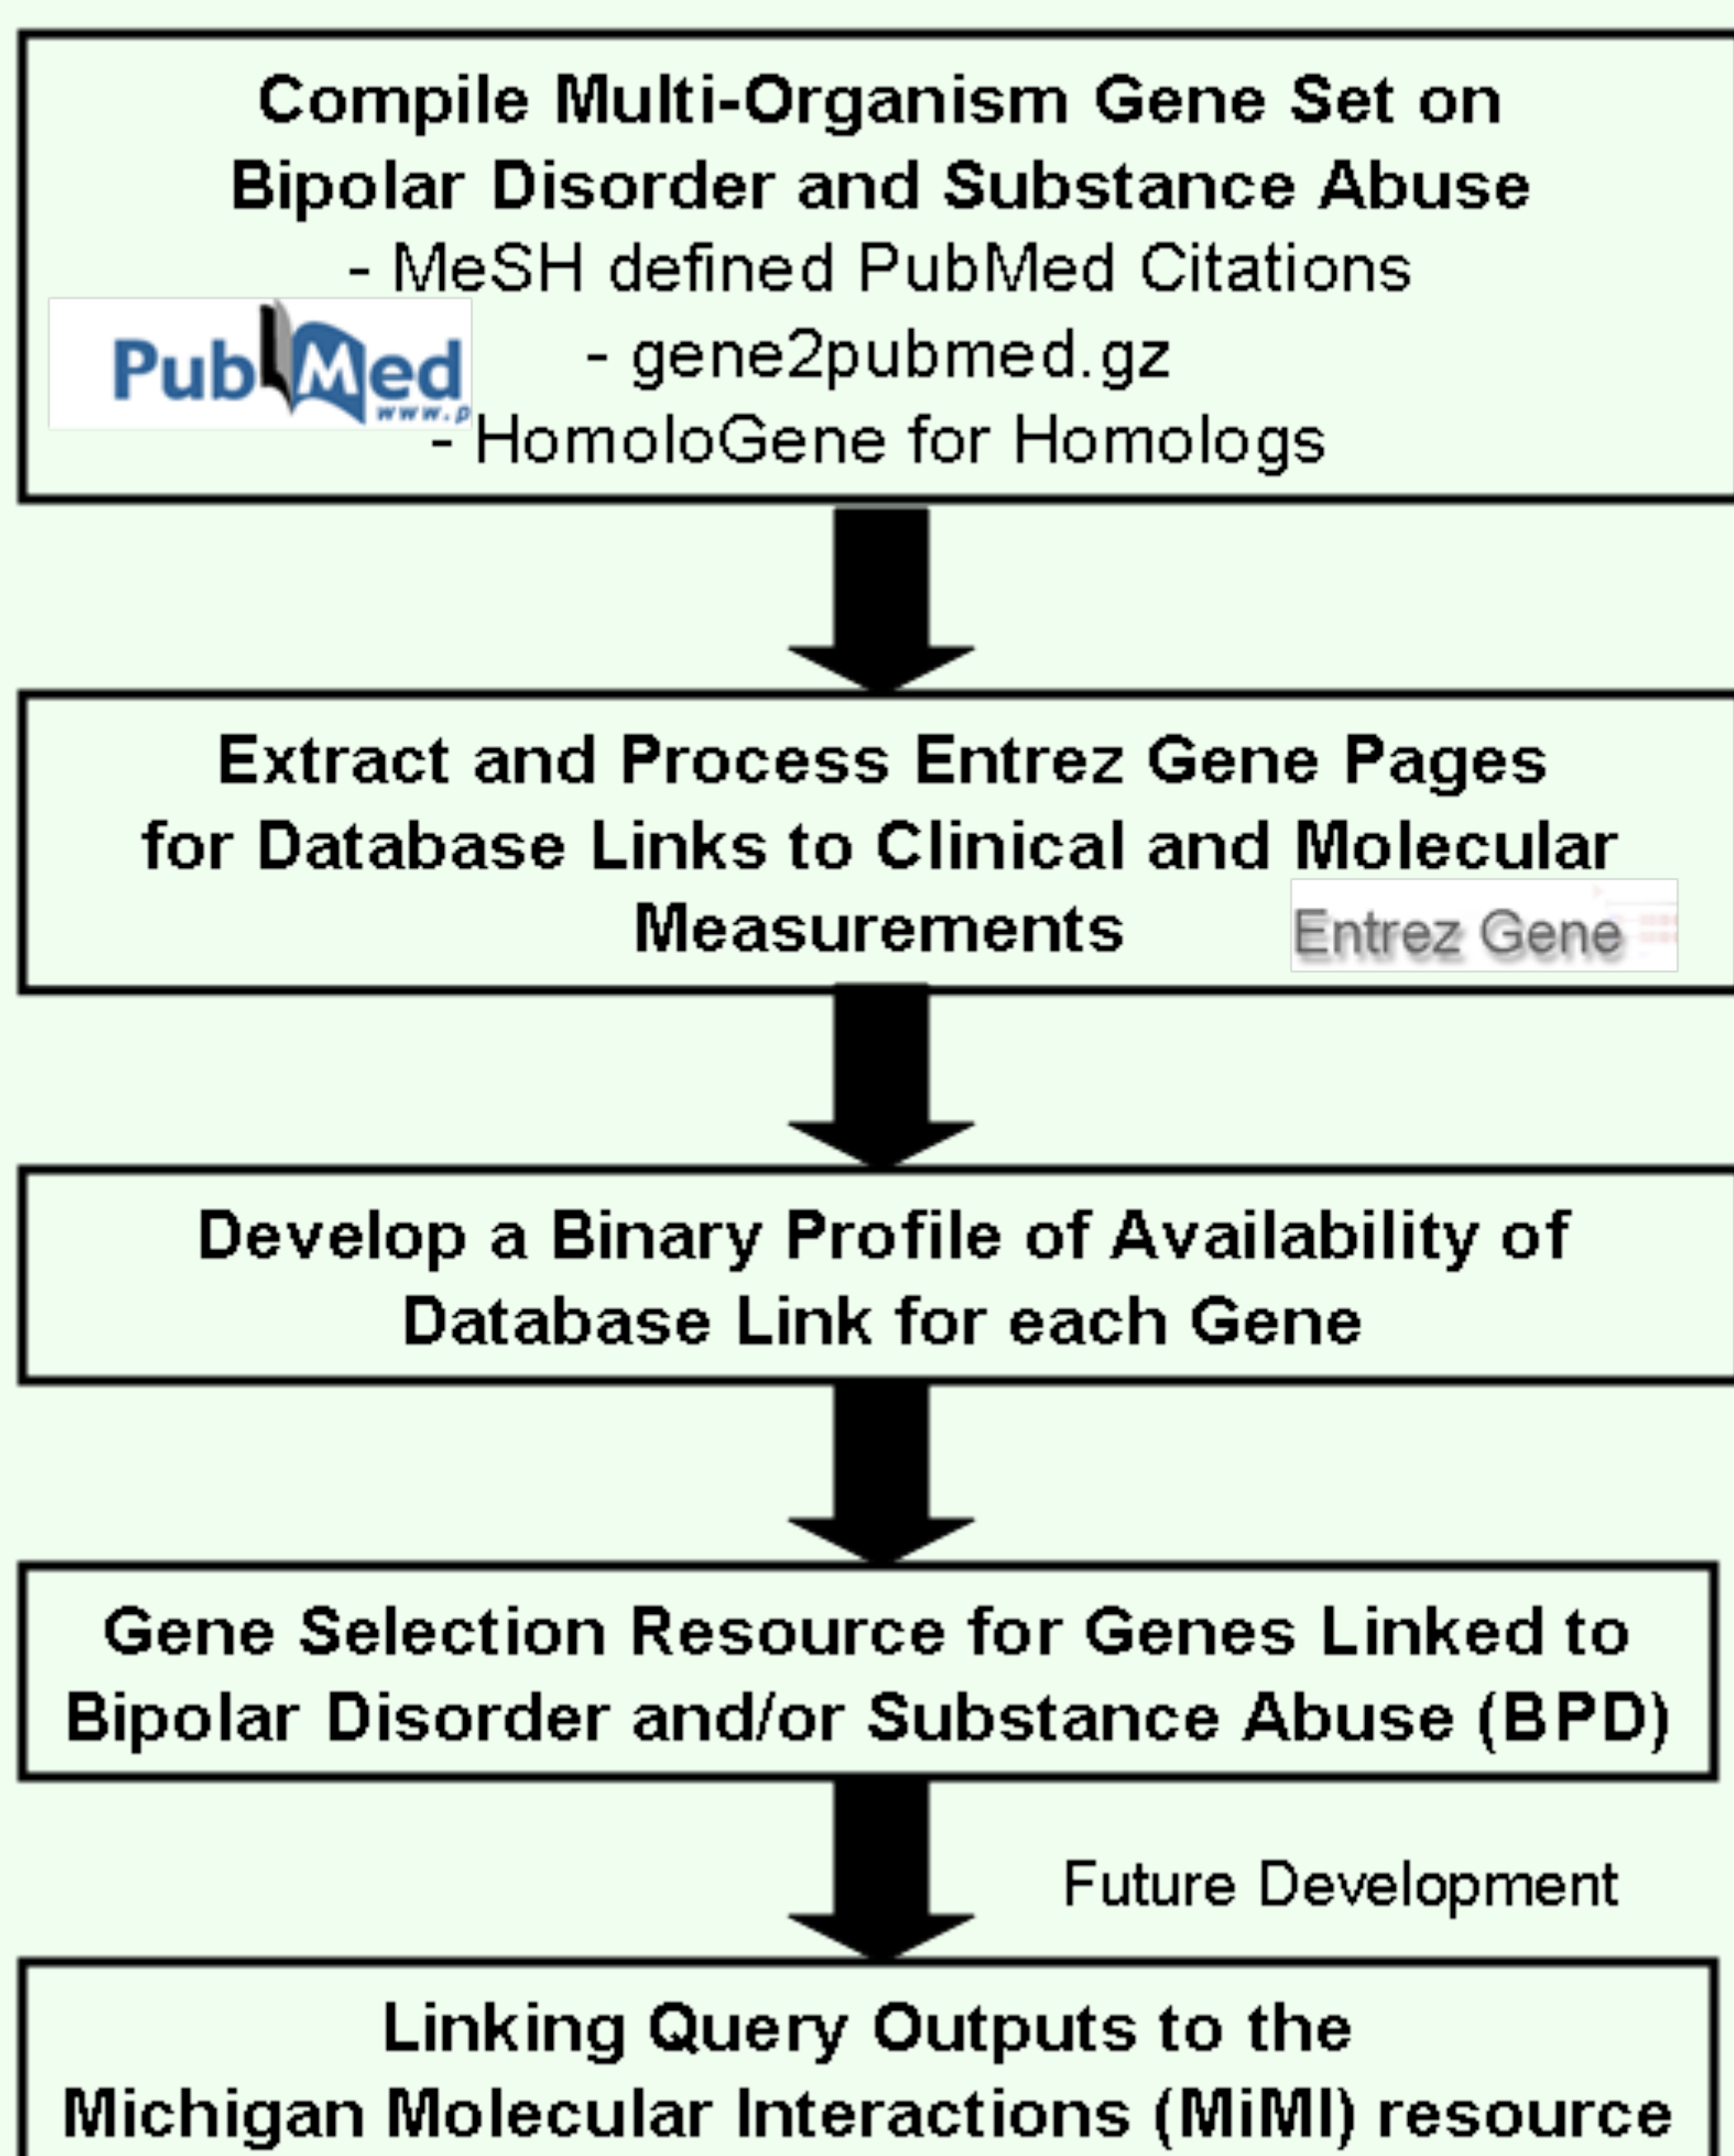 Compile Multi-Organism Gene Set on
Bipolar Disorder and Substance Abuse
- MeSH defined PubMed Citations
PubMed
www.p
- gene2pubmed.gz
- HomoloGene for Homologs
Extract and Process Entrez Gene Pages
for Database Links to Clinical and Molecular
Measurements
Entrez Gene
Develop a Binary Profile of Availability of
Database Link for each Gene
Gene Selection Resource for Genes Linked to
Bipolar Disorder and/or Substance Abuse (BPD)
Future Development
Linking Query Outputs to the
Michigan Molecular Interactions (MiMI) resource